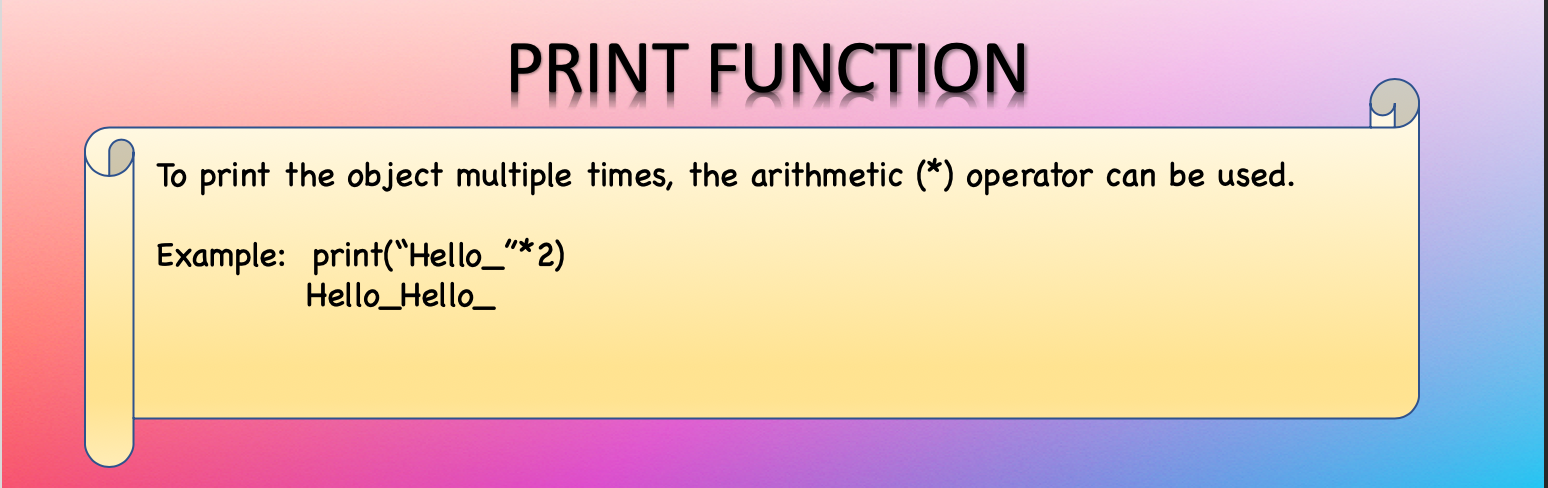 PRINT FUNCTION
To print the object multiple times, the arithmetic (*) operator can be used.
Example: print(“Hello_”*2)
Hello_Hello_